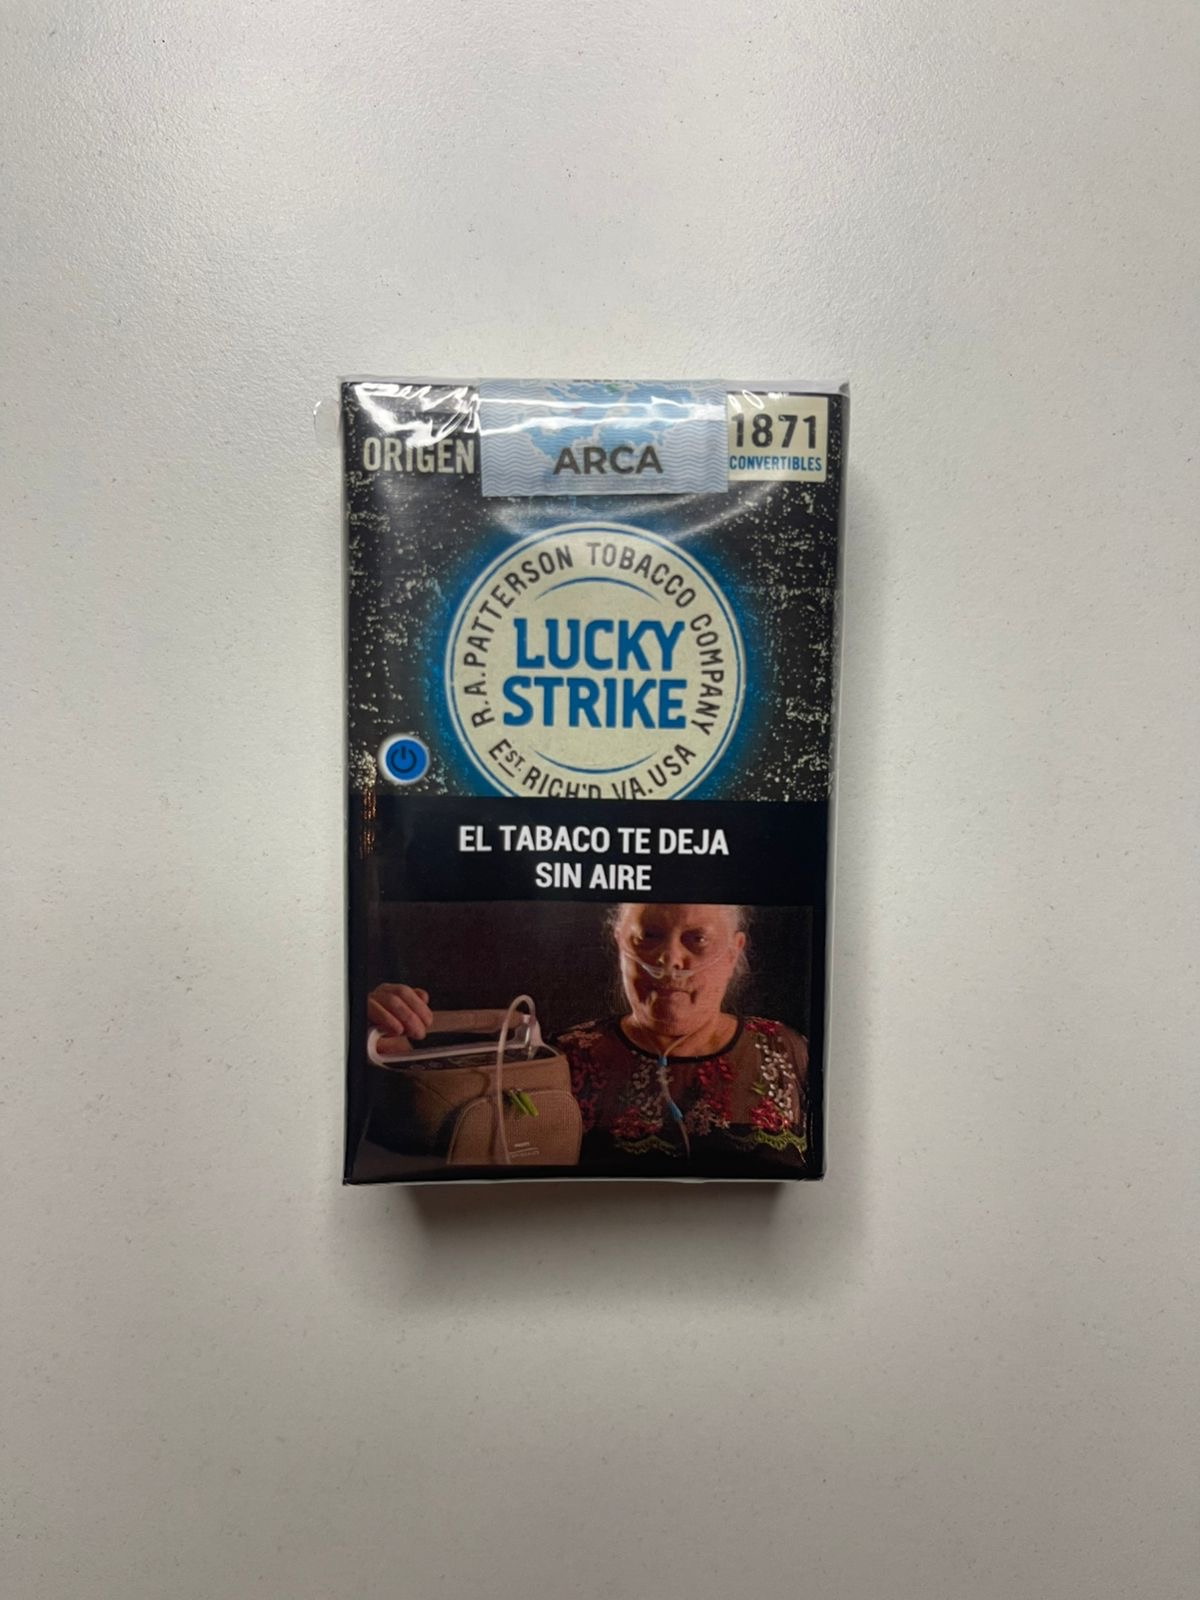 ORIGEN
ARCA
1871
CONVERTIBLES
R.A.PATTERSON TOBACCO COMPANY
LUCKY
STRIKE
EST. RICH'D. VA. USA
EL TABACO TE DEJA
SIN AIRE